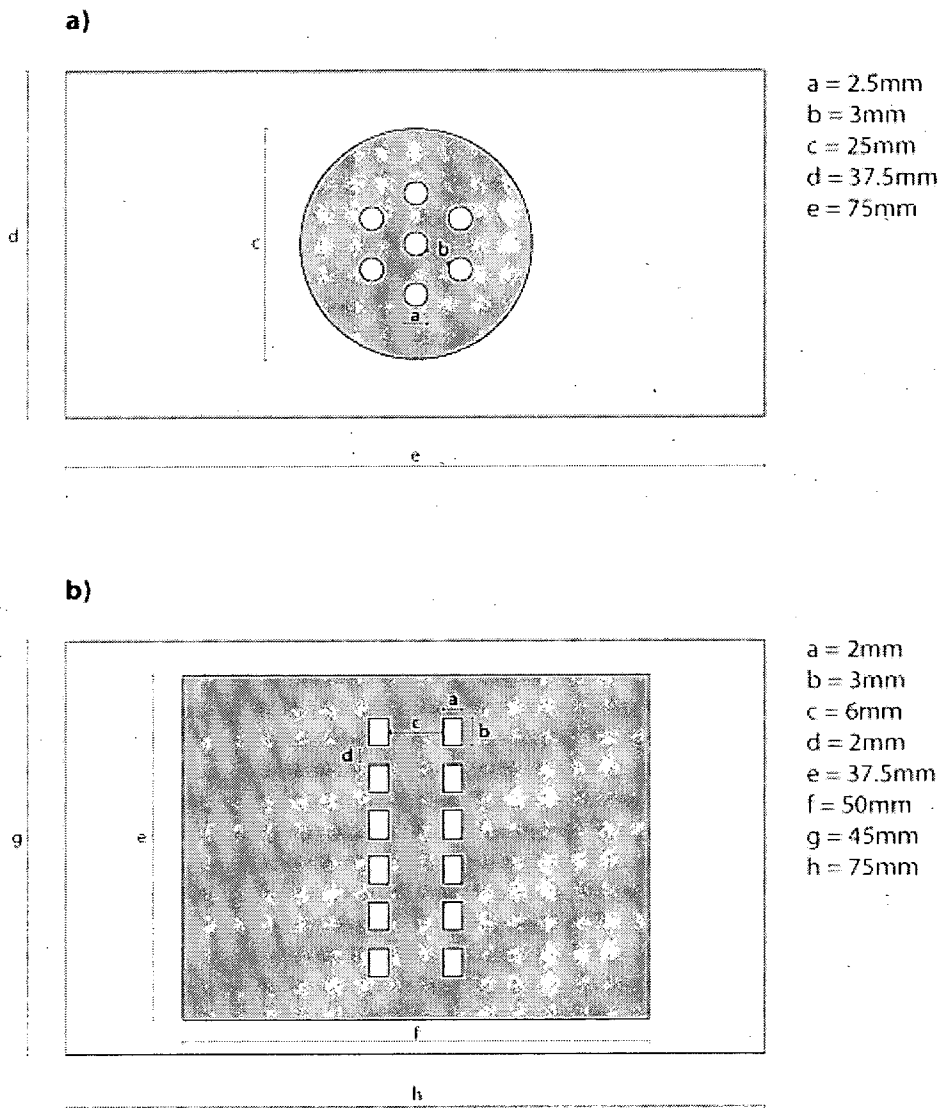 a)
a = 2.5mm
b = 3mm
c = 25mm
d = 37.5mm
e = 75mm
d
c
b
a
e
b)
a = 2mm
b = 3mm
c = 6mm
d = 2mm
e = 37.5mm
f = 50mm
g = 45mm
h = 75mm
a
c
b
d
g
e
f
h